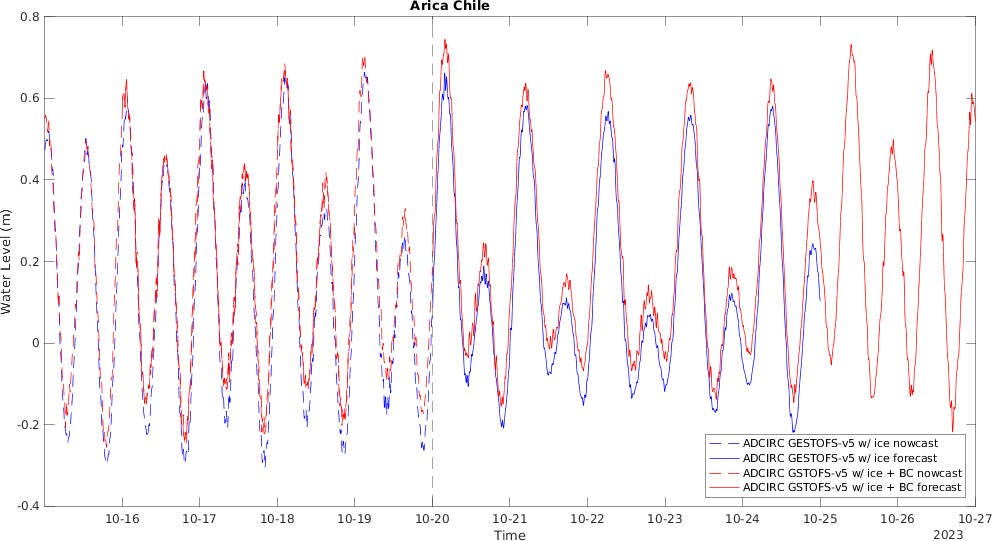 Arica Chile
0.8
0.6
0.4
0.2
0
-0.2
-0.4
Water Level (m)
10-16 10-17 10-18 10-19 10-20 10-21 10-22 10-23 10-24 10-25 10-26 10-27
Time
2023
ADCIRC GESTOFS-v5 w/ ice nowcast
ADCIRC GESTOFS-v5 w/ ice forecast
ADCIRC GSTOFS-v5 w/ ice + BC nowcast
ADCIRC GSTOFS-v5 w/ ice + BC forecast